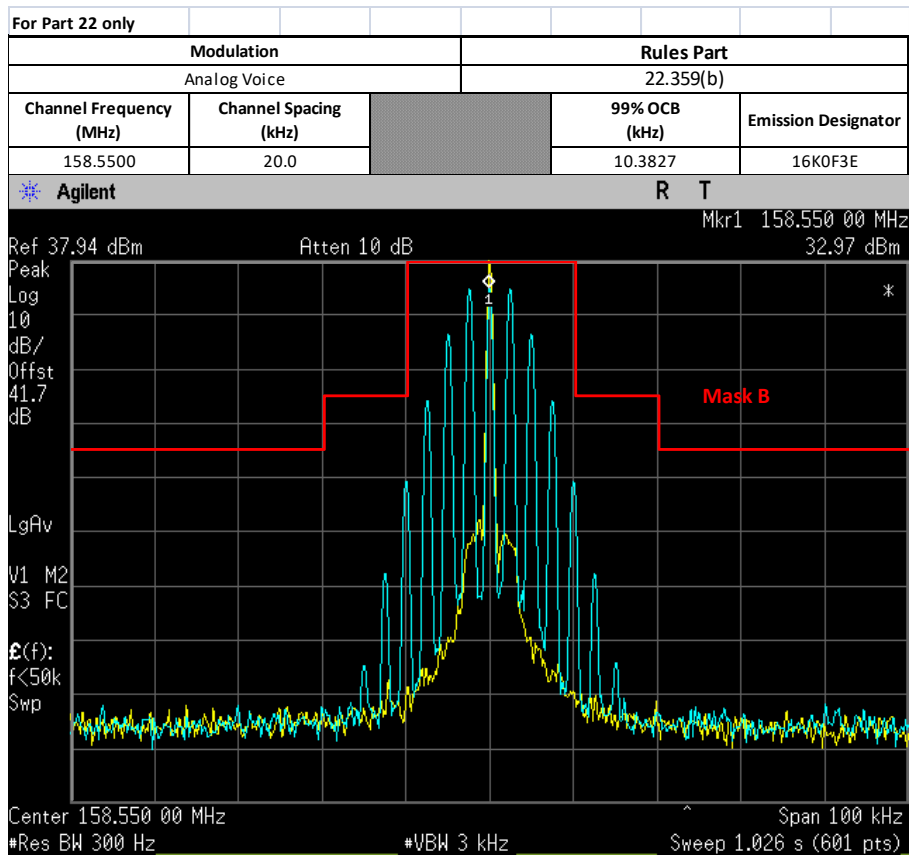 For Part 22 only
Modulation Rules Part
Analog Voice 22.359(b)
Channel Frequency (MHz) Channel Spacing (kHz) 99% OCB (kHz) Emission Designator
158.5500 20.0 10.3827 16K0F3E
Agilent R T
Mkr1 158.550 00 MHz
Ref 37.94 dBm Atten 10 dB 32.97 dBm
Peak
Log
10
dB/
Offst
41.7
dB
1
*
Mask B
LgAv
V1 M2
S3 FC
£(f):
f<50k
Swp
Center 158.550 00 MHz ^ Span 100 kHz
#Res BW 300 Hz #VBW 3 kHz Sweep 1.026 s (601 pts)